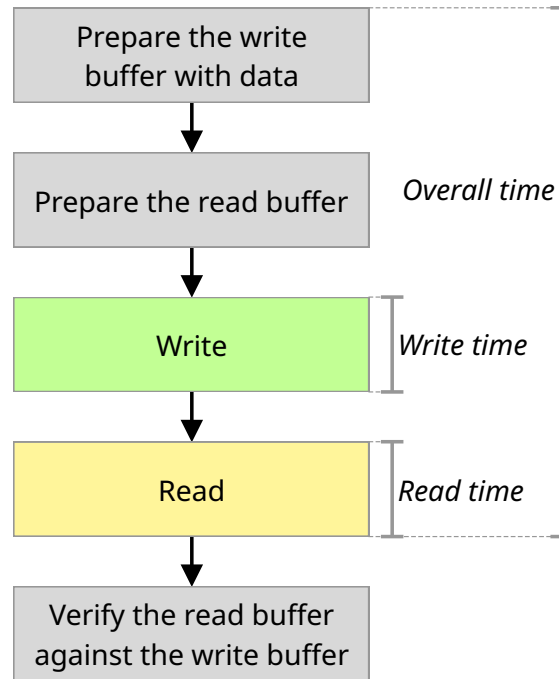 Prepare the write
buffer with data
Prepare the read buffer
Overall time
Write
Write time
Read
Read time
Verify the read buffer
against the write buffer